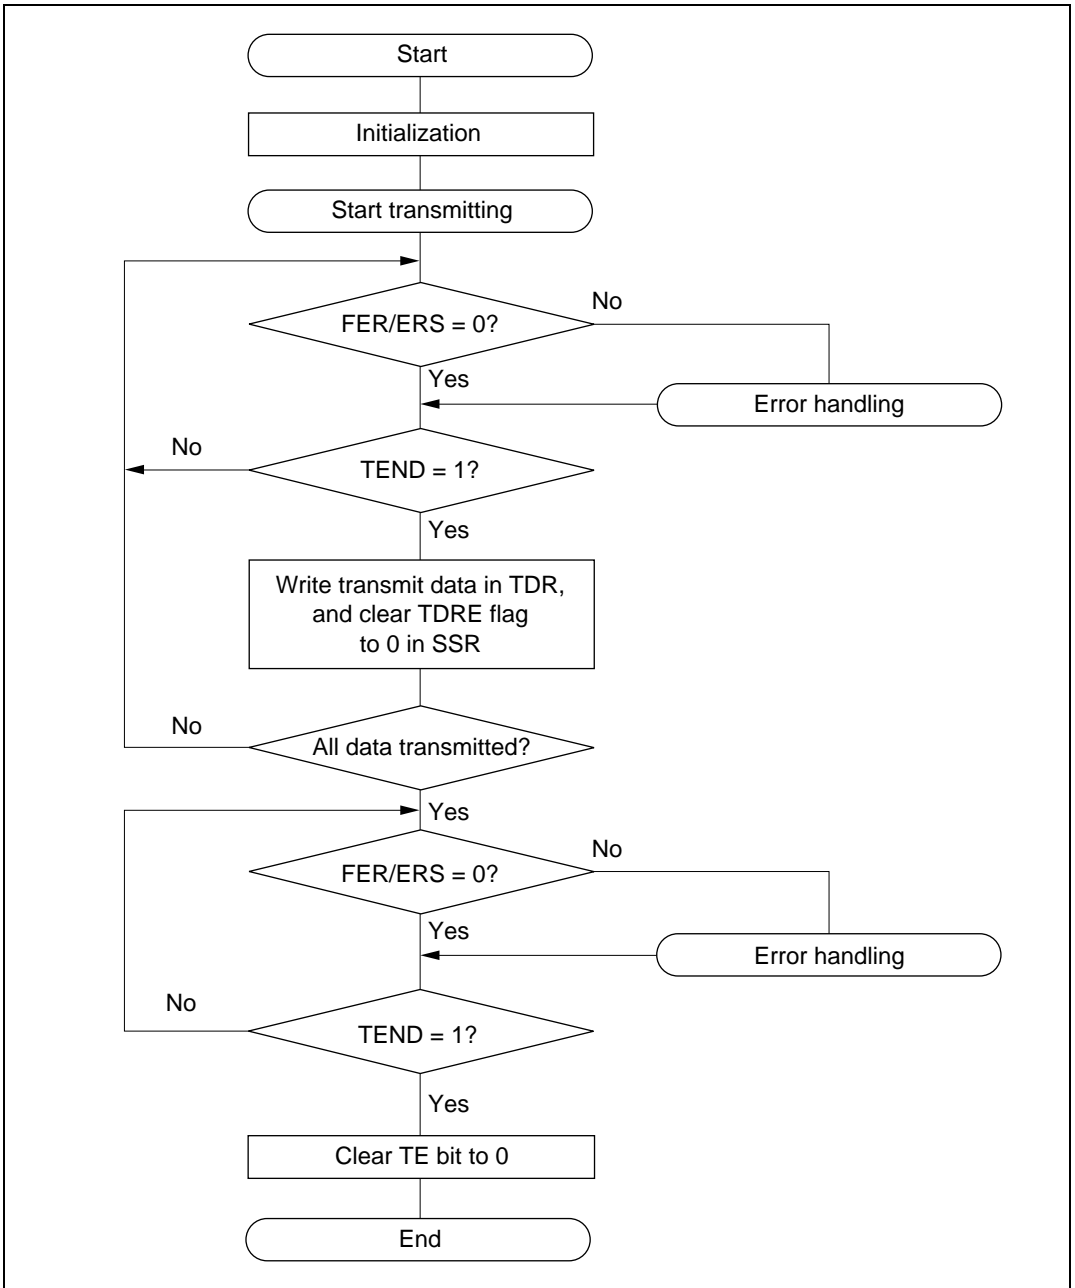 Start
Initialization
Start transmitting
FER/ERS = 0?
No
Yes
Error handling
No
TEND = 1?
Yes
Write transmit data in TDR,
and clear TDRE flag
to 0 in SSR
No
All data transmitted?
Yes
FER/ERS = 0?
No
Yes
Error handling
No
TEND = 1?
Yes
Clear TE bit to 0
End